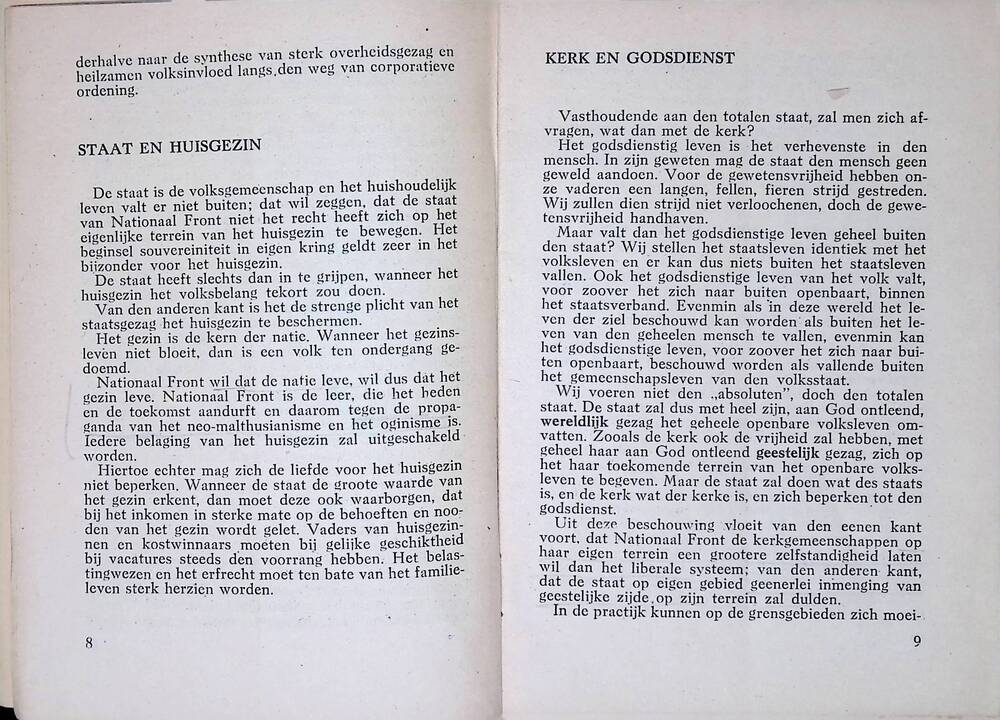 derhalve naar de synthese van sterk overheidsgezag en
heilzamen volksinvloed langs den weg van corporatieve
ordening.
STAAT EN HUISGEZIN
De staat is de volksgemeenschap en het huishoudelijk
leven valt er niet buiten; dat wil zeggen, dat de staat
van Nationaal Front niet het recht heeft zich op het
eigenlijke terrein van het huisgezin te bewegen. Het
beginsel souvereiniteit in eigen kring geldt zeer in het
bijzonder voor het huisgezin.
De staat heeft slechts dan in te grijpen, wanneer het
huisgezin het volksbelang tekort zou doen.
Van den anderen kant is het de strenge plicht van het
staatsgezag het huisgezin te beschermen.
Het gezin is de kern der natie. Wanneer het gezins-
leven niet bloeit, dan is een volk ten ondergang ge-
doemd.
Nationaal Front wil dat de natie leve, wil dus dat het
gezin leve. Nationaal Front is de leer, die het heden
en de toekomst aandurft en daarom tegen de propa-
ganda van het neo-malthusianisme en het oginisme is.
Iedere belaging van het huisgezin zal uitgeschakeld
worden.
Hiertoe echter mag zich de liefde voor het huisgezin
niet beperken. Wanneer de staat de groote waarde van
het gezin erkent, dan moet deze ook waarborgen, dat
bij het inkomen in sterke mate op de behoeften en noo-
den van het gezin wordt gelet. Vaders van huisgezin-
nen en kostwinnaars moeten bij gelijke geschiktheid
bij vacatures steeds den voorrang hebben. Het belas-
tingwezen en het erfrecht moet ten bate van het familie-
leven sterk herzien worden.
8
KERK EN GODSDIENST
Vasthoudende aan den totalen staat, zal men zich af-
vragen, wat dan met de kerk?
Het godsdienstig leven is het verhevenste in den
mensch. In zijn geweten mag de staat den mensch geen
geweld aandoen. Voor de gewetensvrijheid hebben on-
ze vaderen een langen, fellen, fieren strijd gestreden.
Wij zullen dien strijd niet verloochenen, doch de gewe-
tensvrijheid handhaven.
Maar valt dan het godsdienstige leven geheel buiten
den staat? Wij stellen het staatsleven identiek met het
volksleven en er kan dus niets buiten het staatsleven
vallen. Ook het godsdienstige leven van het volk valt,
voor zoover het zich naar buiten openbaart, binnen
het staatsverband. Evenmin als in deze wereld het le-
ven der ziel beschouwd kan worden als buiten het le-
ven van den geheelen mensch te vallen, evenmin kan
het godsdienstige leven, voor zoover het zich naar bui-
ten openbaart, beschouwd worden als vallende buiten
het gemeenschapsleven van den volksstaat.
Wij voeren niet den „absoluten”, doch den totalen
staat. De staat zal dus met heel zijn, aan God ontleend,
wereldlijk gezag het geheele openbare volksleven om-
vatten. Zooals de kerk ook de vrijheid zal hebben, met
geheel haar aan God ontleend geestelijk gezag, zich op
het haar toekomende terrein van het openbare volks-
leven te begeven. Maar de staat zal doen wat des staats
is, en de kerk wat der kerke is, en zich beperken tot den
godsdienst.
Uit deze beschouwing vloeit van den eenen kant
voort, dat Nationaal Front de kerkgemeenschappen op
haar eigen terrein een grootere zelfstandigheid laten
wil dan het liberale systeem; van den anderen kant,
dat de staat op eigen gebied geenerlei inmenging van
geestelijke zijde op zijn terrein zal dulden.
In de practijk kunnen op de grensgebieden zich moei-
9